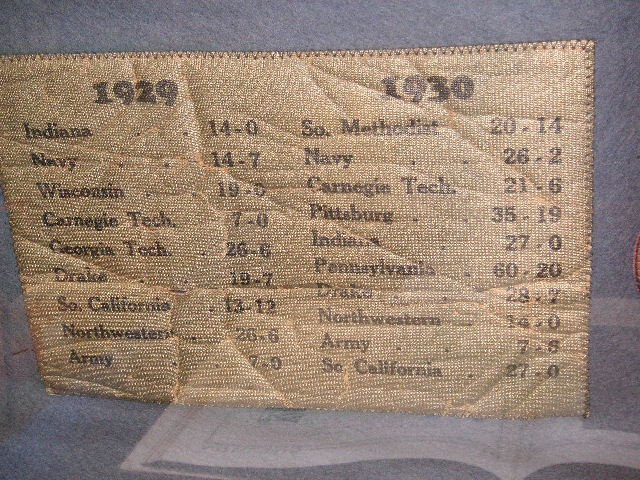 1929
Indiana . . 14-0
Navy . . . 14-7
Wisconsin . . 19-0
Carnegie Tech. 7-0
Georgia Tech. . 26-6
Drake . . 19-7
So. California . 13-12
Northwestern . 26-6
Army . . 7-0
1930
So. Methodist 20-14
Navy . . 26-2
Carnegie Tech. 21-6
Pittsburg . . 35-19
Indiana . 27-0
Pennsylvania . 60-20
Drake . . 28-7
Northwestern 14-0
Army . . . 7-6
So California . 27-0